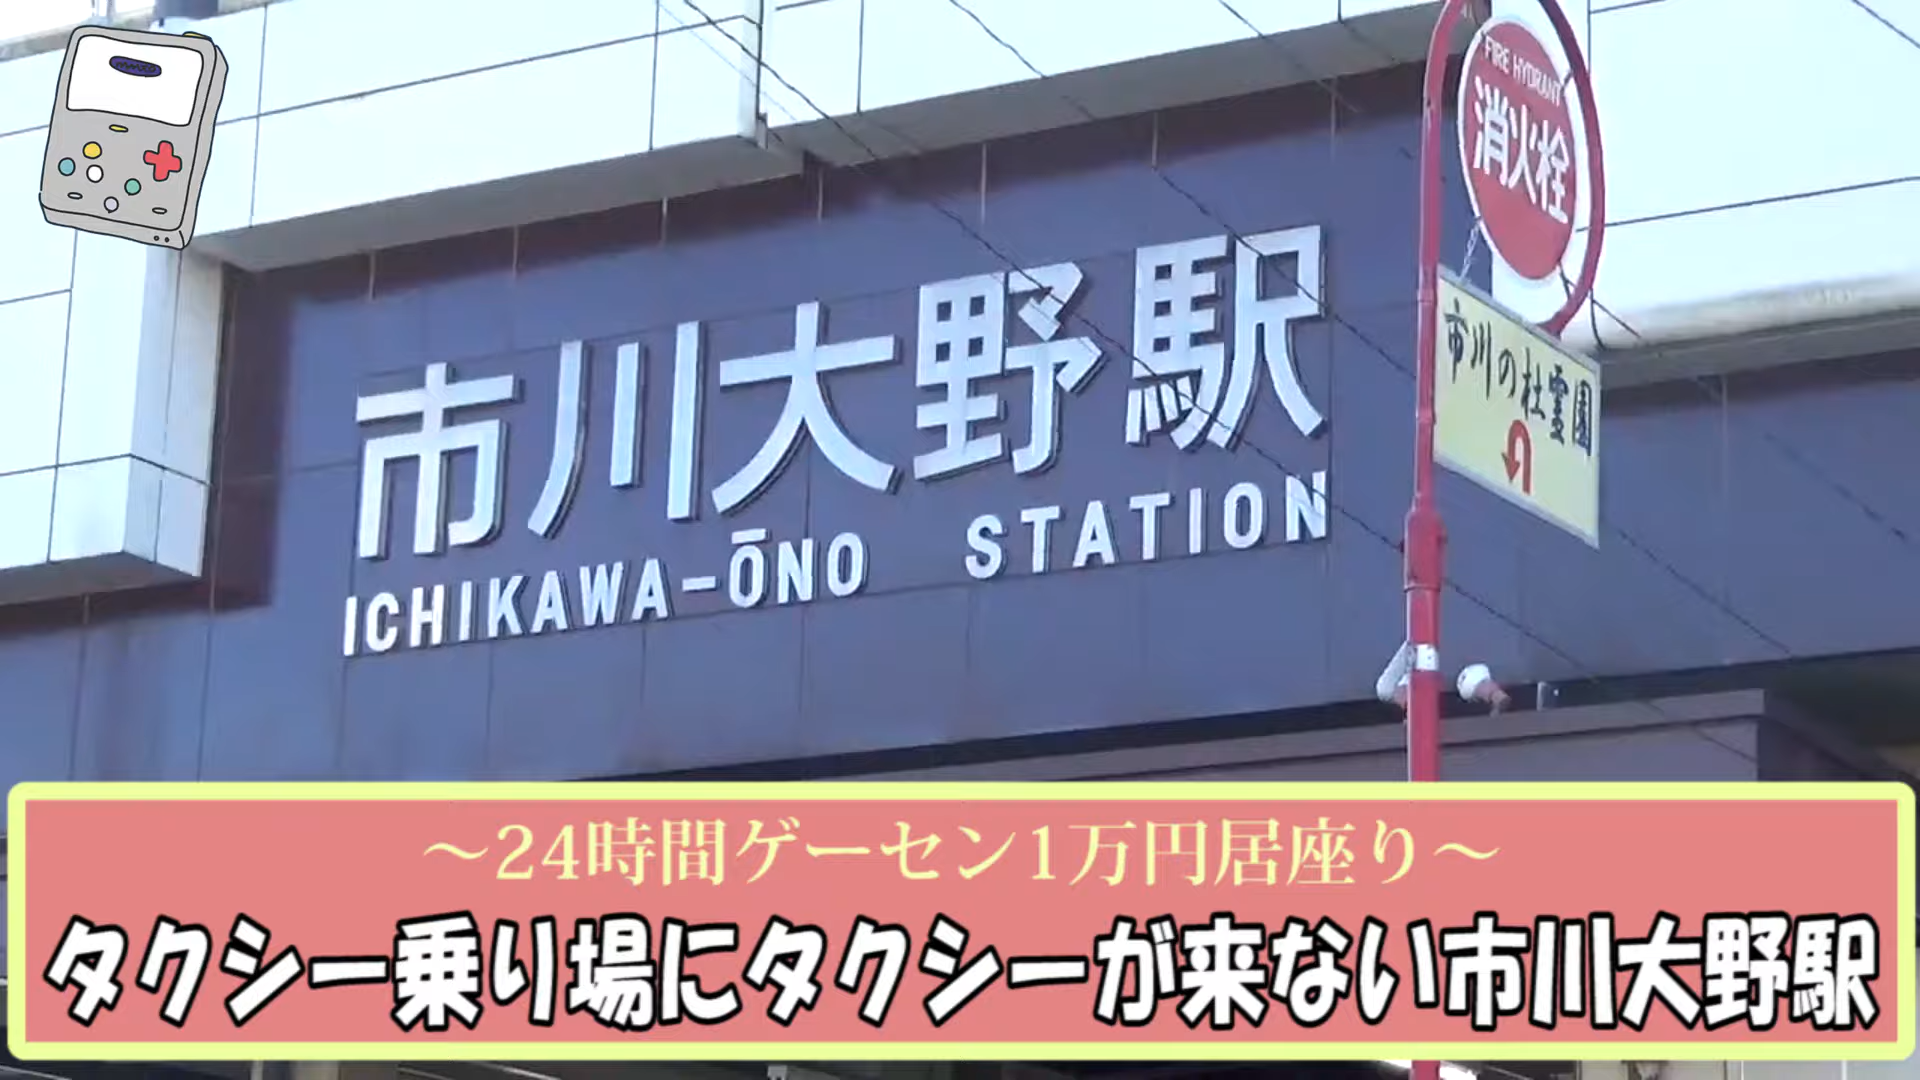 市川大野駅
ICHIKAWA-ŌNO STATION
FIRE HYDRANT
消火栓
市川の杜霊園
～24時間ゲーセン1万円居座り～
タクシー乗り場にタクシーが来ない市川大野駅